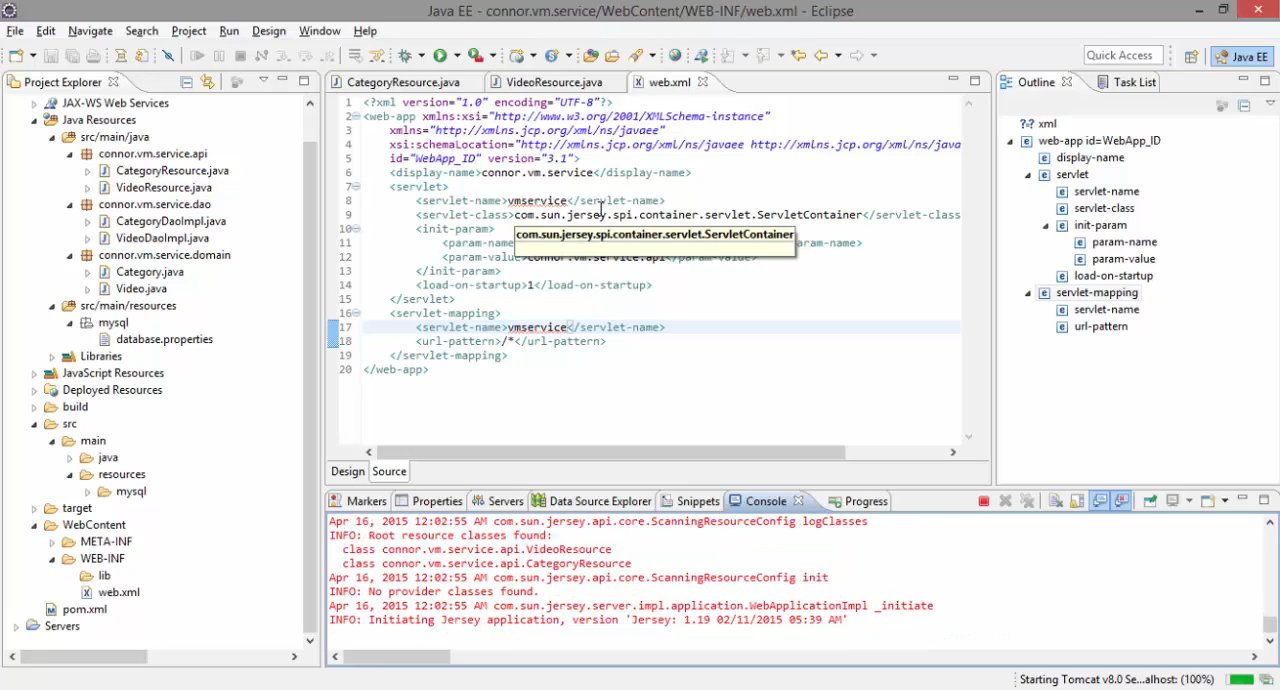 Java EE - connor.vm.service/WebContent/WEB-INF/web.xml - Eclipse
File Edit Navigate Search Project Run Design Window Help
Quick Access
Java EE
Project Explorer
JAX-WS Web Services
Java Resources
src/main/java
connor.vm.service.api
CategoryResource.java
VideoResource.java
connor.vm.service.dao
CategoryDaoImpl.java
VideoDaoImpl.java
connor.vm.service.domain
Category.java
Video.java
src/main/resources
mysql
database.properties
Libraries
JavaScript Resources
Deployed Resources
build
src
main
java
resources
mysql
target
WebContent
META-INF
WEB-INF
lib
web.xml
pom.xml
Servers
CategoryResource.java VideoResource.java web.xml
1 <?xml version="1.0" encoding="UTF-8"?>
2 <web-app xmlns:xsi="http://www.w3.org/2001/XMLSchema-instance"
3 xmlns="http://xmlns.jcp.org/xml/ns/javaee"
4 xsi:schemaLocation="http://xmlns.jcp.org/xml/ns/javaee http://xmlns.jcp.org/xml/ns/java
5 id="WebApp_ID" version="3.1">
6 <display-name>connor.vm.service</display-name>
7 <servlet>
8 <servlet-name>vmservice</servlet-name>
9 <servlet-class>com.sun.jersey.spi.container.servlet.ServletContainer</servlet-class
10 <init-param>
com.sun.jersey.spi.container.servlet.ServletContainer
11 <param-name aram-name>
12 <param-value>connor.vm.service.api</param-value>
13 </init-param>
14 <load-on-startup>1</load-on-startup>
15 </servlet>
16 <servlet-mapping>
17 <servlet-name>vmservice</servlet-name>
18 <url-pattern>/*</url-pattern>
19 </servlet-mapping>
20 </web-app>
Design Source
Outline Task List
xml
web-app id=WebApp_ID
display-name
servlet
servlet-name
servlet-class
init-param
param-name
param-value
load-on-startup
servlet-mapping
servlet-name
url-pattern
Markers Properties Servers Data Source Explorer Snippets Console Progress
Apr 16, 2015 12:02:55 AM com.sun.jersey.api.core.ScanningResourceConfig logClasses
INFO: Root resource classes found:
class connor.vm.service.api.VideoResource
class connor.vm.service.api.CategoryResource
Apr 16, 2015 12:02:55 AM com.sun.jersey.api.core.ScanningResourceConfig init
INFO: No provider classes found.
Apr 16, 2015 12:02:55 AM com.sun.jersey.server.impl.application.WebApplicationImpl _initiate
INFO: Initiating Jersey application, version 'Jersey: 1.19 02/11/2015 05:39 AM'
Starting Tomcat v8.0 Se...alhost: (100%)